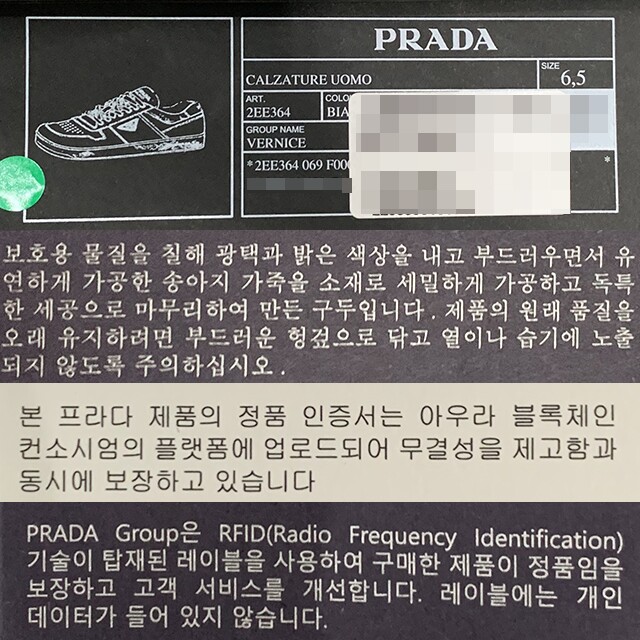 PRADA
CALZATURE UOMO
SIZE
6,5
ART.
2EE364
COLO
BIA
GROUP NAME
VERNICE
*2EE364 069 F00
*
보호용 물질을 칠해 광택과 밝은 색상을 내고 부드러우면서 유
연하게 가공한 송아지 가죽을 소재로 세밀하게 가공하고 독특
한 세공으로 마무리하여 만든 구두입니다. 제품의 원래 품질을
오래 유지하려면 부드러운 헝겊으로 닦고 열이나 습기에 노출
되지 않도록 주의하십시오.
본 프라다 제품의 정품 인증서는 아우라 블록체인
컨소시엄의 플랫폼에 업로드되어 무결성을 제고함과
동시에 보장하고 있습니다
PRADA Group은 RFID(Radio Frequency Identification)
기술이 탑재된 레이블을 사용하여 구매한 제품이 정품임을
보장하고 고객 서비스를 개선합니다. 레이블에는 개인
데이터가 들어 있지 않습니다.